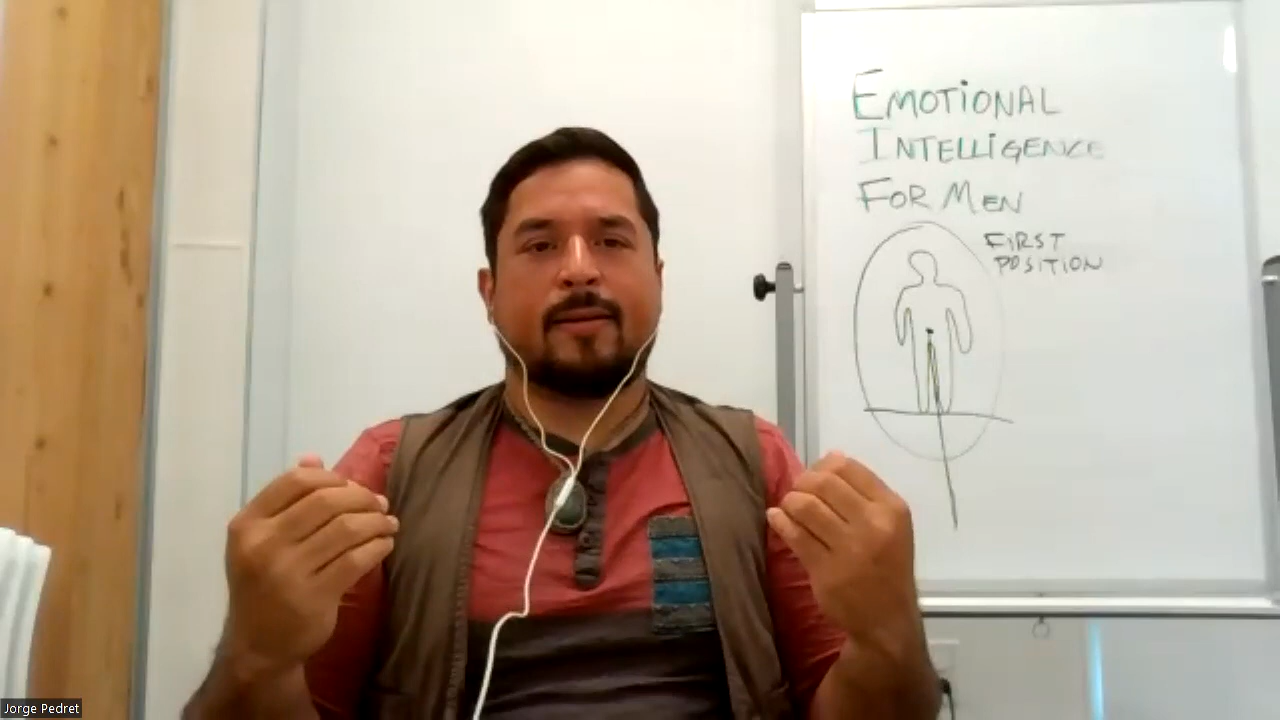 EMOTIONAL
INTELLIGENCE
FOR MEN
FIRST
POSITION
Jorge Pedret